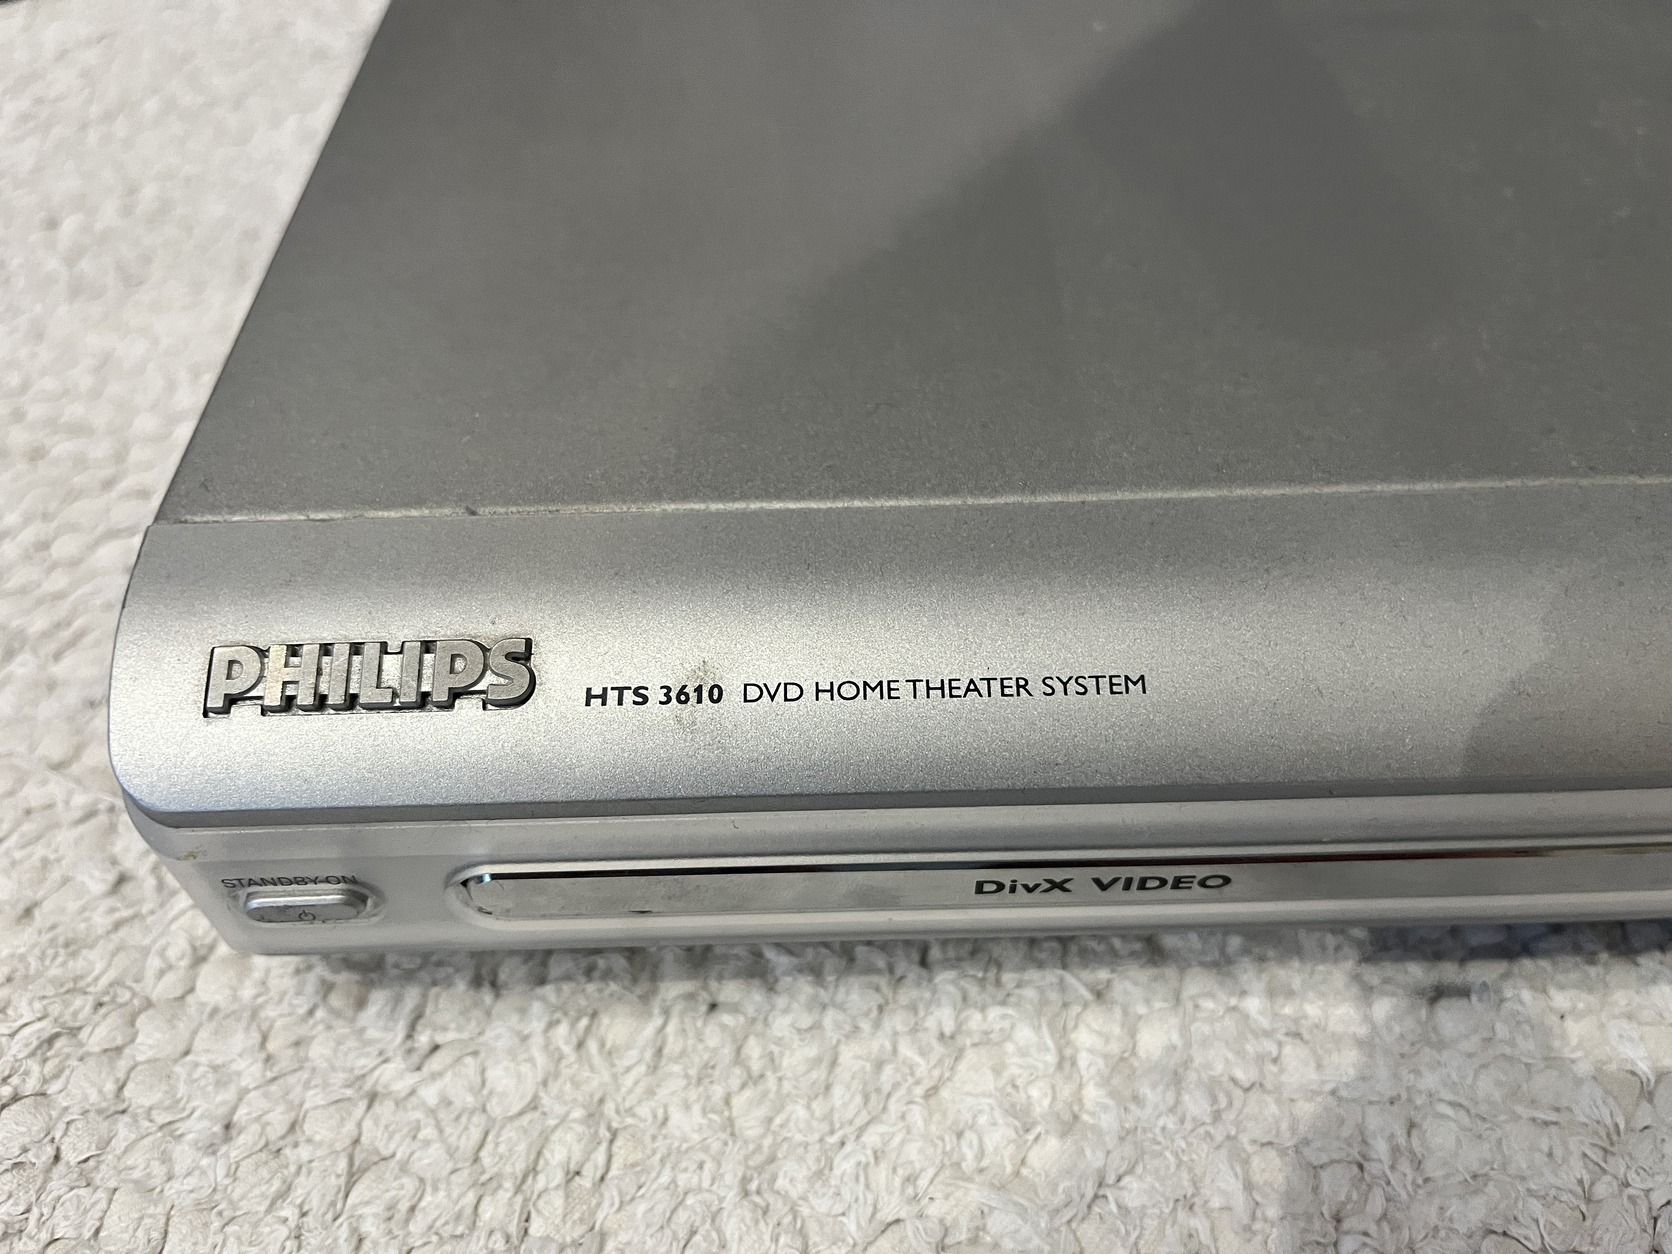 PHILIPS HTS 3610 DVD HOME THEATER SYSTEM
STANDBY-ON
DivX VIDEO